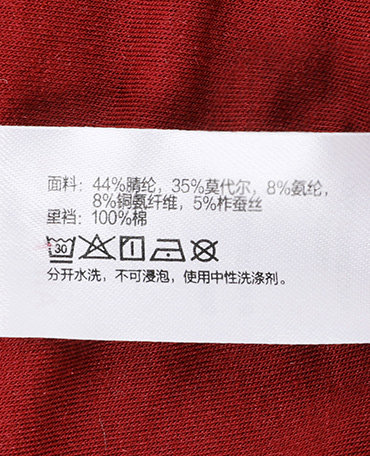 面料：44%腈纶，35%莫代尔，8%氨纶，
8%铜氨纤维，5%柞蚕丝
里裆：100%棉
30
分开水洗，不可浸泡，使用中性洗涤剂。